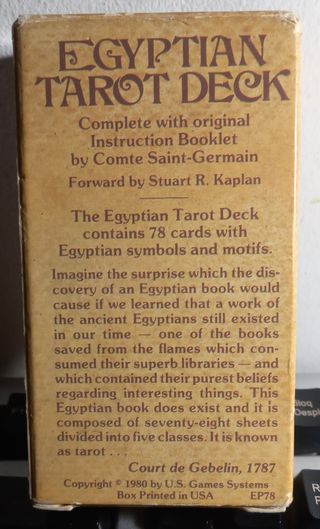 EGYPTIAN
TAROT DECK
Complete with original
Instruction Booklet
by Comte Saint-Germain
Forward by Stuart R. Kaplan
The Egyptian Tarot Deck
contains 78 cards with
Egyptian symbols and motifs.
Imagine the surprise which the dis-
covery of an Egyptian book would
cause if we learned that a work of
the ancient Egyptians still existed
in our time — one of the books
saved from the flames which con-
sumed their superb libraries — and
which contained their purest beliefs
regarding interesting things. This
Egyptian book does exist and it is
composed of seventy-eight sheets
divided into five classes. It is known
as tarot . . .
Court de Gebelin, 1787
Copyright © 1980 by U.S. Games Systems
Box Printed in USA EP78
Bloq
Despl